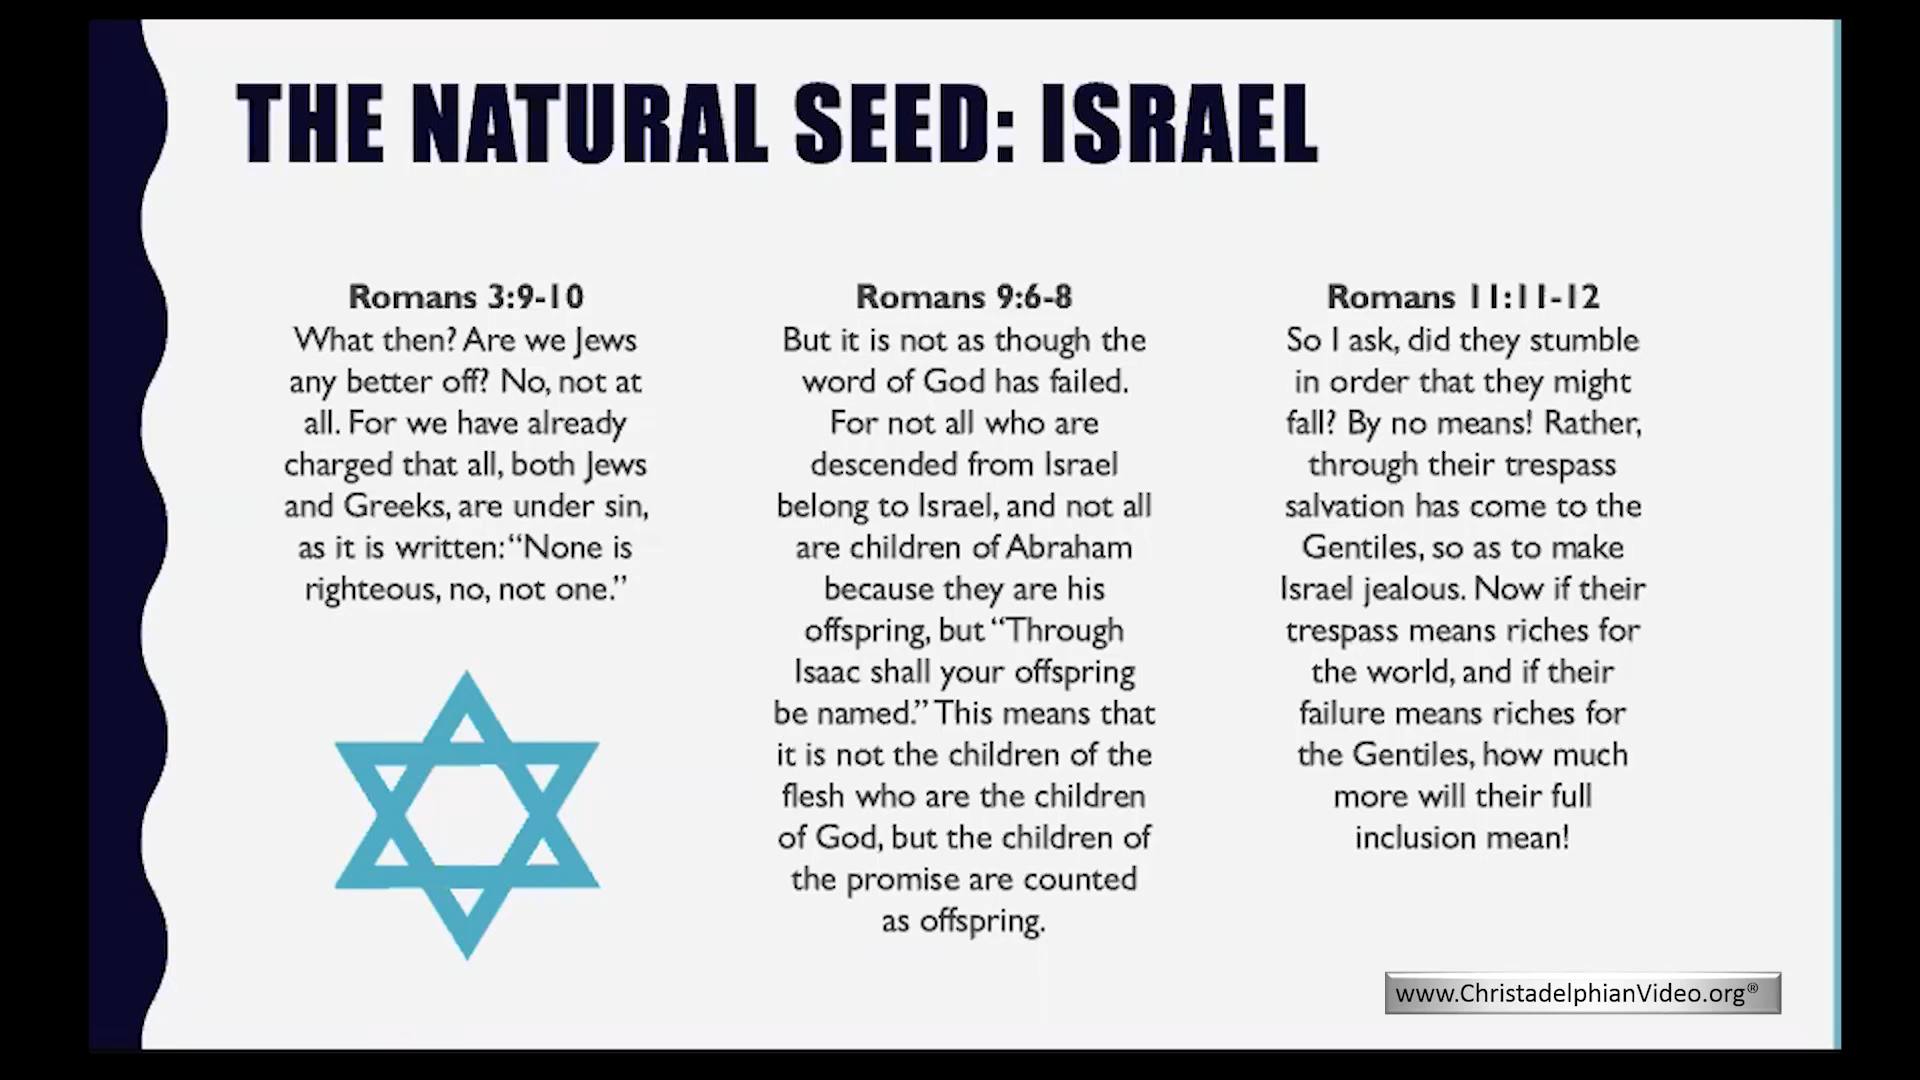 THE NATURAL SEED: ISRAEL
Romans 3:9-10
What then? Are we Jews
any better off? No, not at
all. For we have already
charged that all, both Jews
and Greeks, are under sin,
as it is written: “None is
righteous, no, not one.”
Romans 9:6-8
But it is not as though the
word of God has failed.
For not all who are
descended from Israel
belong to Israel, and not all
are children of Abraham
because they are his
offspring, but “Through
Isaac shall your offspring
be named.” This means that
it is not the children of the
flesh who are the children
of God, but the children of
the promise are counted
as offspring.
Romans 11:11-12
So I ask, did they stumble
in order that they might
fall? By no means! Rather,
through their trespass
salvation has come to the
Gentiles, so as to make
Israel jealous. Now if their
trespass means riches for
the world, and if their
failure means riches for
the Gentiles, how much
more will their full
inclusion mean!
www.ChristadelphianVideo.org®